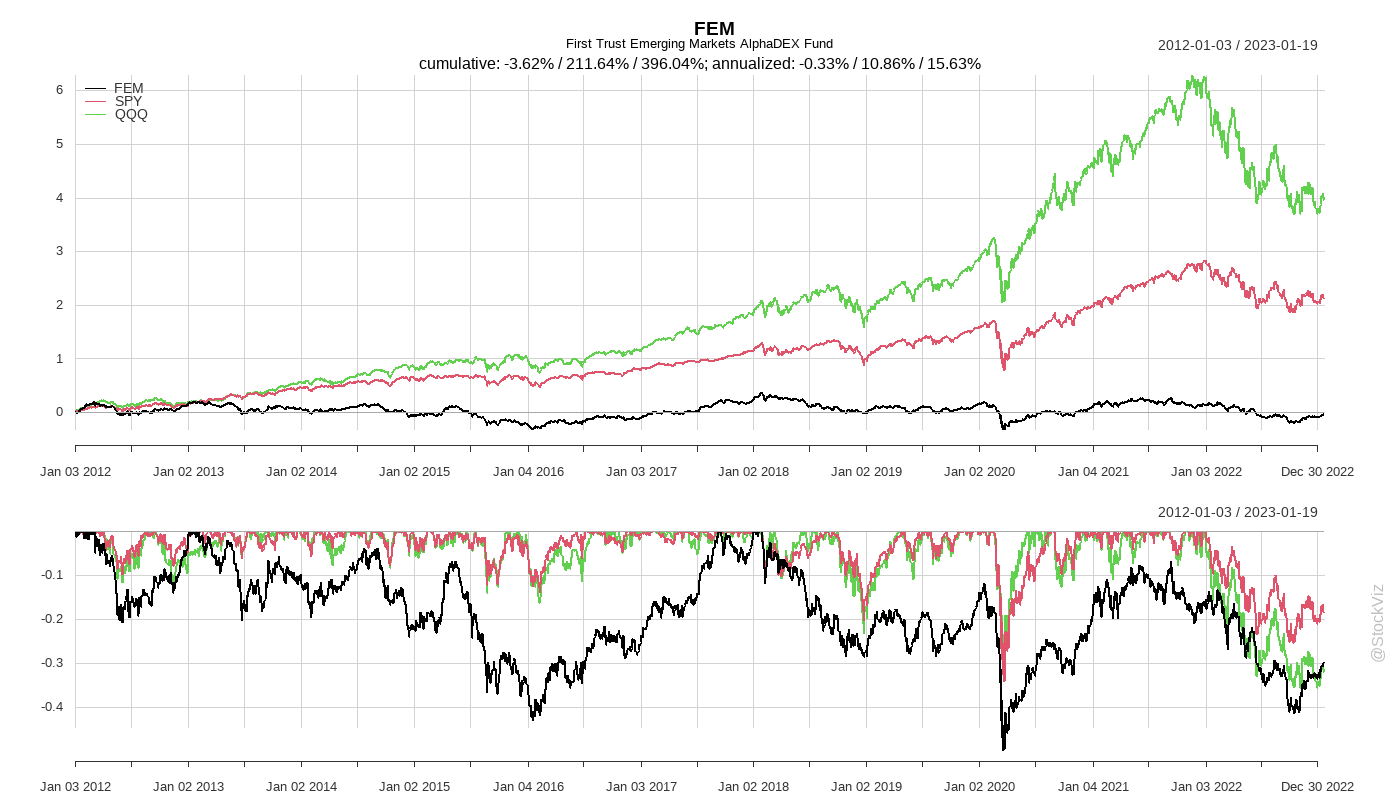 FEM
First Trust Emerging Markets AlphaDEX Fund
2012-01-03 / 2023-01-19
cumulative: -3.62% / 211.64% / 396.04%; annualized: -0.33% / 10.86% / 15.63%
FEM
SPY
QQQ
6
5
4
3
2
1
0
Jan 03 2012 Jan 02 2013 Jan 02 2014 Jan 02 2015 Jan 04 2016 Jan 03 2017 Jan 02 2018 Jan 02 2019 Jan 02 2020 Jan 04 2021 Jan 03 2022 Dec 30 2022
2012-01-03 / 2023-01-19
-0.1
-0.2
-0.3
-0.4
@StockViz
Jan 03 2012 Jan 02 2013 Jan 02 2014 Jan 02 2015 Jan 04 2016 Jan 03 2017 Jan 02 2018 Jan 02 2019 Jan 02 2020 Jan 04 2021 Jan 03 2022 Dec 30 2022